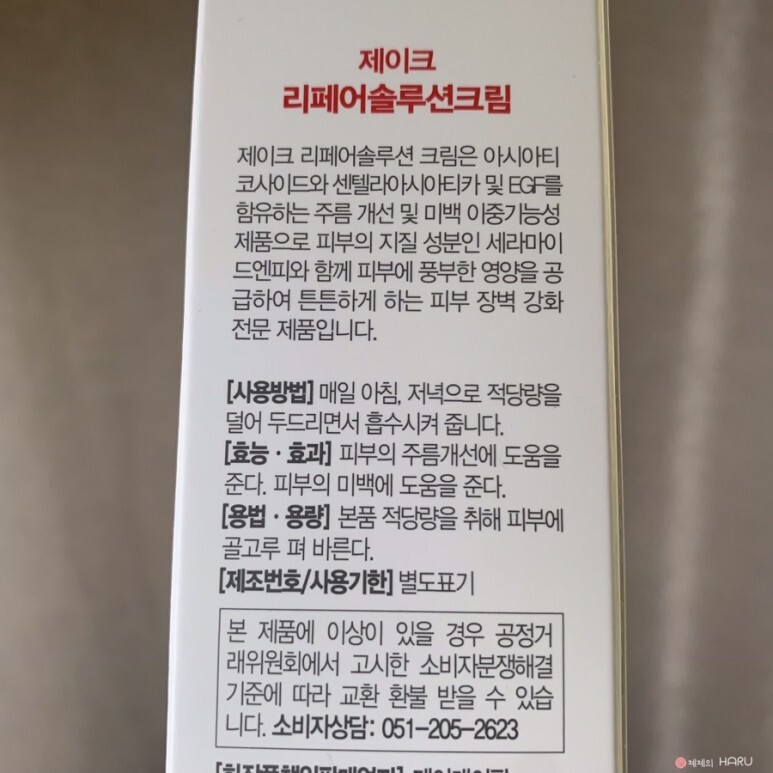 제이크
리페어솔루션크림
제이크 리페어솔루션 크림은 아시아티
코사이드와 센텔라아시아티카 및 EGF를
함유하는 주름 개선 및 미백 이중기능성
제품으로 피부의 지질 성분인 세라마이
드엔피와 함께 피부에 풍부한 영양을 공
급하여 튼튼하게 하는 피부 장벽 강화
전문 제품입니다.
[사용방법] 매일 아침, 저녁으로 적당량을
덜어 두드리면서 흡수시켜 줍니다.
[효능·효과] 피부의 주름개선에 도움을
준다. 피부의 미백에 도움을 준다.
[용법·용량] 본품 적당량을 취해 피부에
골고루 펴 바른다.
[제조번호/사용기한] 별도표기
본 제품에 이상이 있을 경우 공정거
래위원회에서 고시한 소비자분쟁해결
기준에 따라 교환 환불 받을 수 있습
니다. 소비자상담: 051-205-2623
[화장품책임판매업자]
제제의 HARU